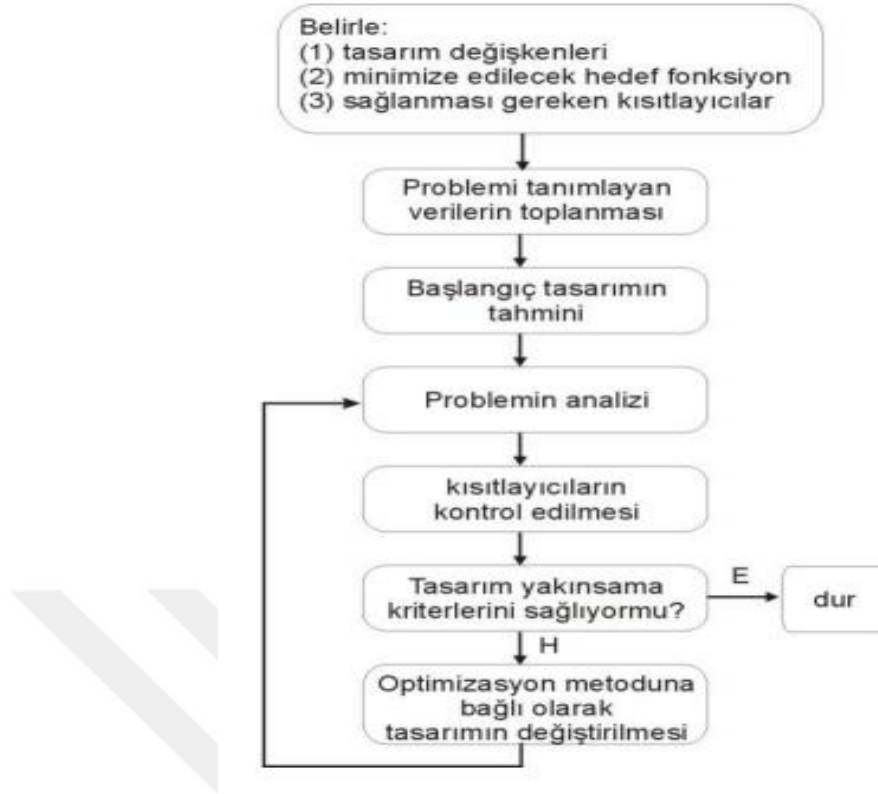 Belirle:
(1) tasarım değişkenleri
(2) minimize edilecek hedef fonksiyon
(3) sağlanması gereken kısıtlayıcılar
Problemi tanımlayan
verilerin toplanması
Başlangıç tasarımın
tahmini
Problemin analizi
kısıtlayıcıların
kontrol edilmesi
Tasarım yakınsama
kriterlerini sağlıyormu?
E
dur
H
Optimizasyon metoduna
bağlı olarak
tasarımın değiştirilmesi